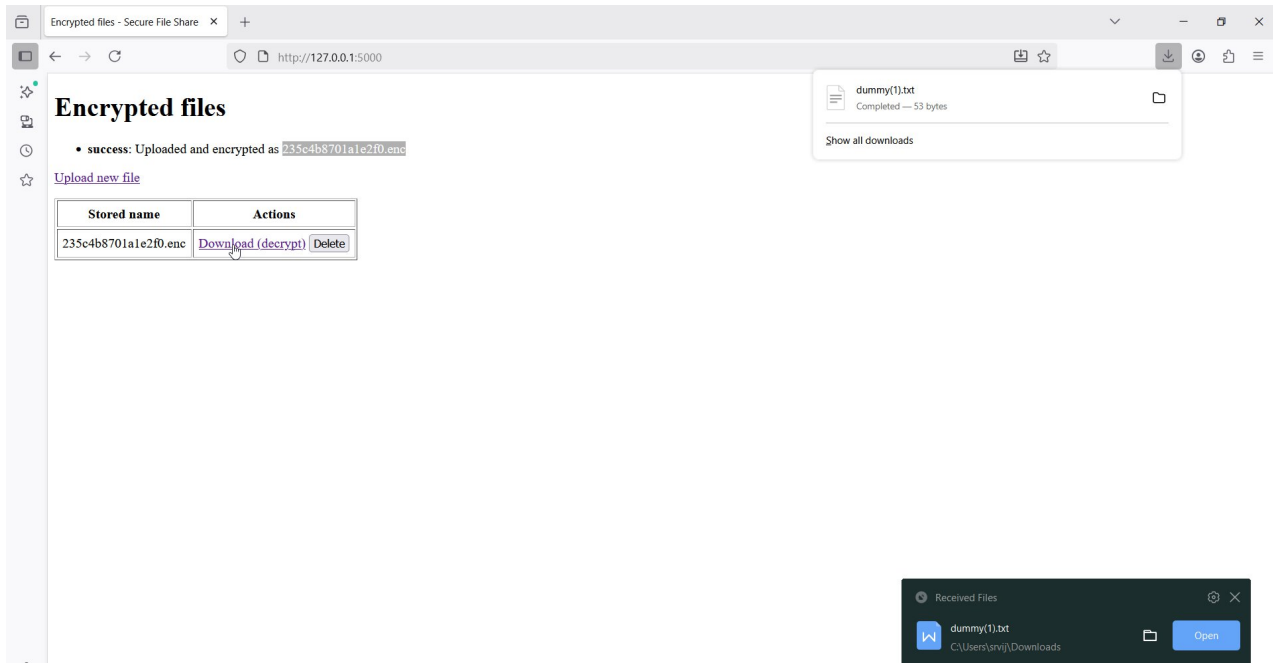 Encrypted files - Secure File Share
http://127.0.0.1:5000
dummy(1).txt
Completed — 53 bytes
Show all downloads
Encrypted files
• success: Uploaded and encrypted as 235c4b8701a1e2f0.enc
Upload new file
Stored name Actions
235c4b8701a1e2f0.enc Download (decrypt) Delete
Received Files
dummy(1).txt
C:\Users\srvij\Downloads
Open